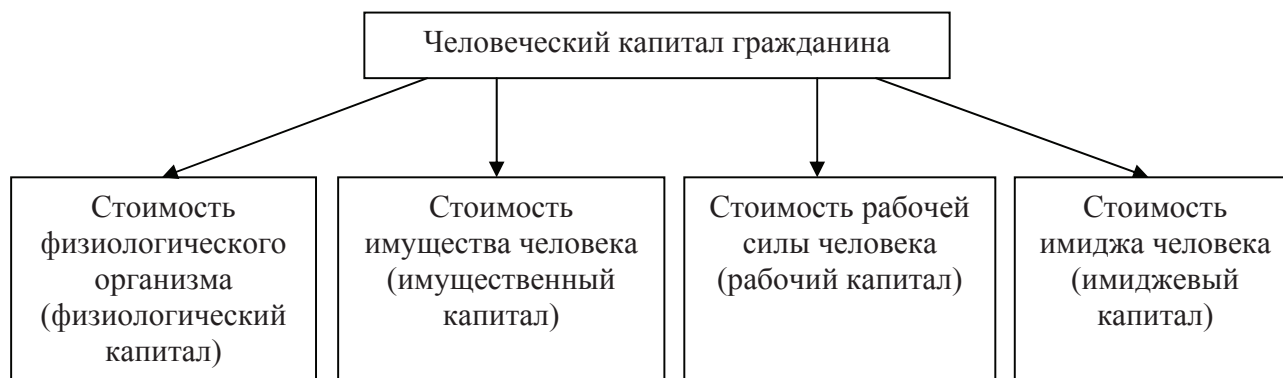 Человеческий капитал гражданина
Стоимость
физиологического
организма
(физиологический
капитал)
Стоимость
имущества человека
(имущественный
капитал)
Стоимость рабочей
силы человека
(рабочий капитал)
Стоимость
имиджа человека
(имиджевый
капитал)